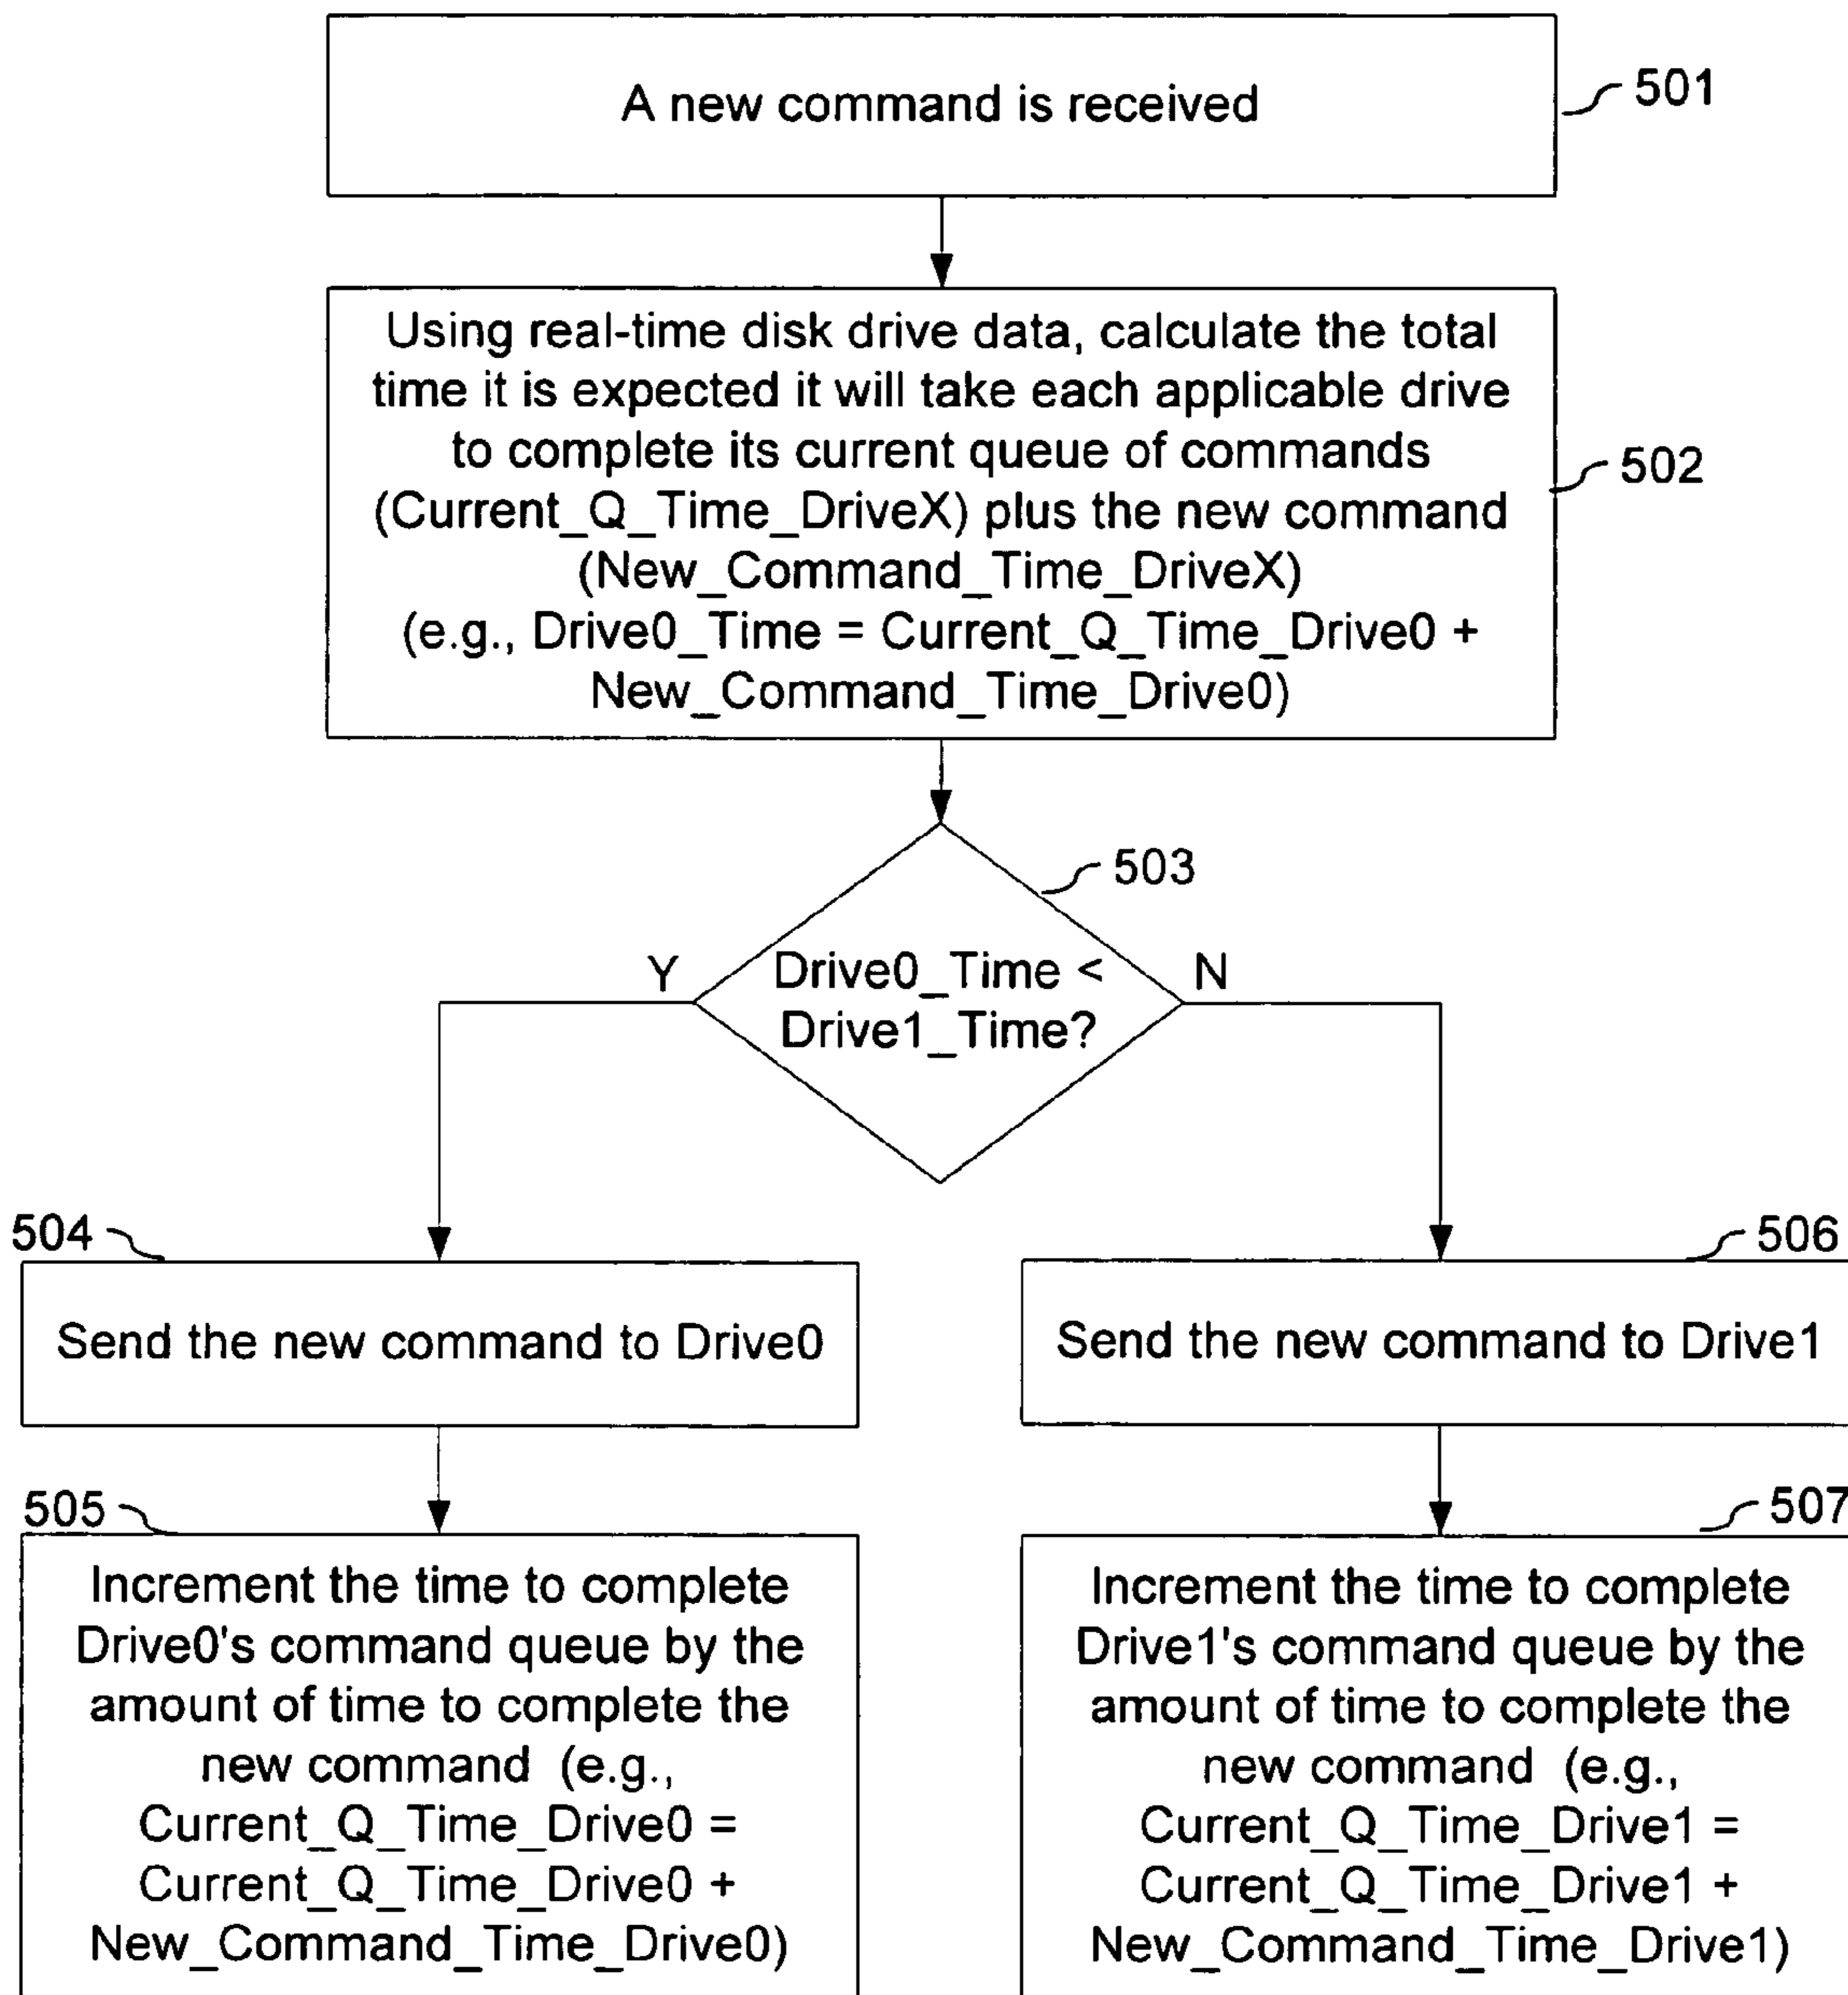 A new command is received
501
Using real-time disk drive data, calculate the total
time it is expected it will take each applicable drive
to complete its current queue of commands
(Current_Q_Time_DriveX) plus the new command
(New_Command_Time_DriveX)
(e.g., Drive0_Time = Current_Q_Time_Drive0 +
New_Command_Time_Drive0)
502
503
Drive0_Time <
Drive1_Time?
Y
N
504
Send the new command to Drive0
506
Send the new command to Drive1
505
Increment the time to complete
Drive0's command queue by the
amount of time to complete the
new command (e.g.,
Current_Q_Time_Drive0 =
Current_Q_Time_Drive0 +
New_Command_Time_Drive0)
507
Increment the time to complete
Drive1's command queue by the
amount of time to complete the
new command (e.g.,
Current_Q_Time_Drive1 =
Current_Q_Time_Drive1 +
New_Command_Time_Drive1)